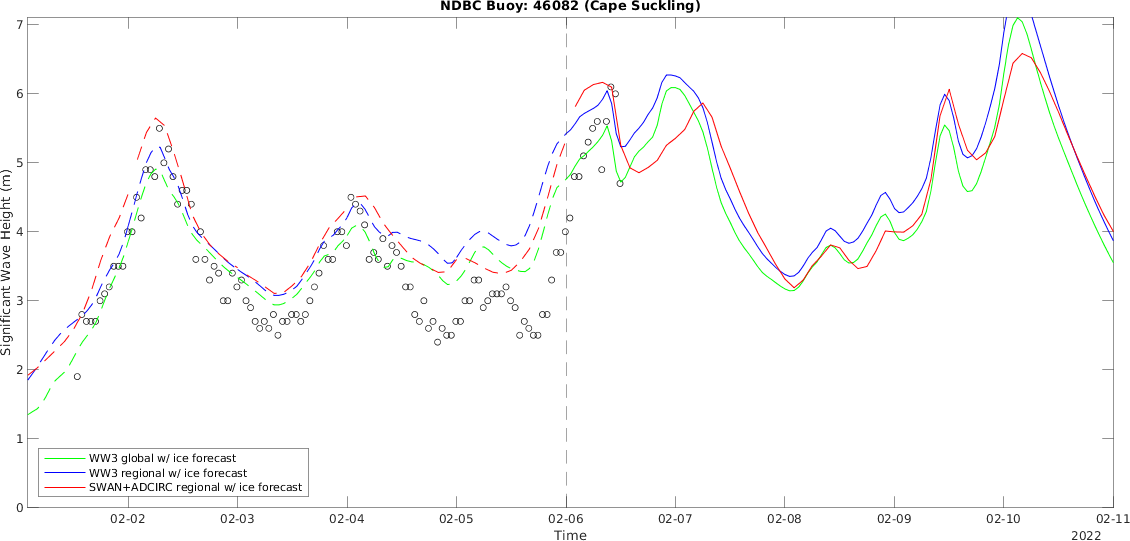 NDBC Buoy: 46082 (Cape Suckling)
7
6
5
4
3
2
1
0
Significant Wave Height (m)
WW3 global w/ ice forecast
WW3 regional w/ ice forecast
SWAN+ADCIRC regional w/ ice forecast
02-02 02-03 02-04 02-05 02-06 02-07 02-08 02-09 02-10 02-11
Time
2022